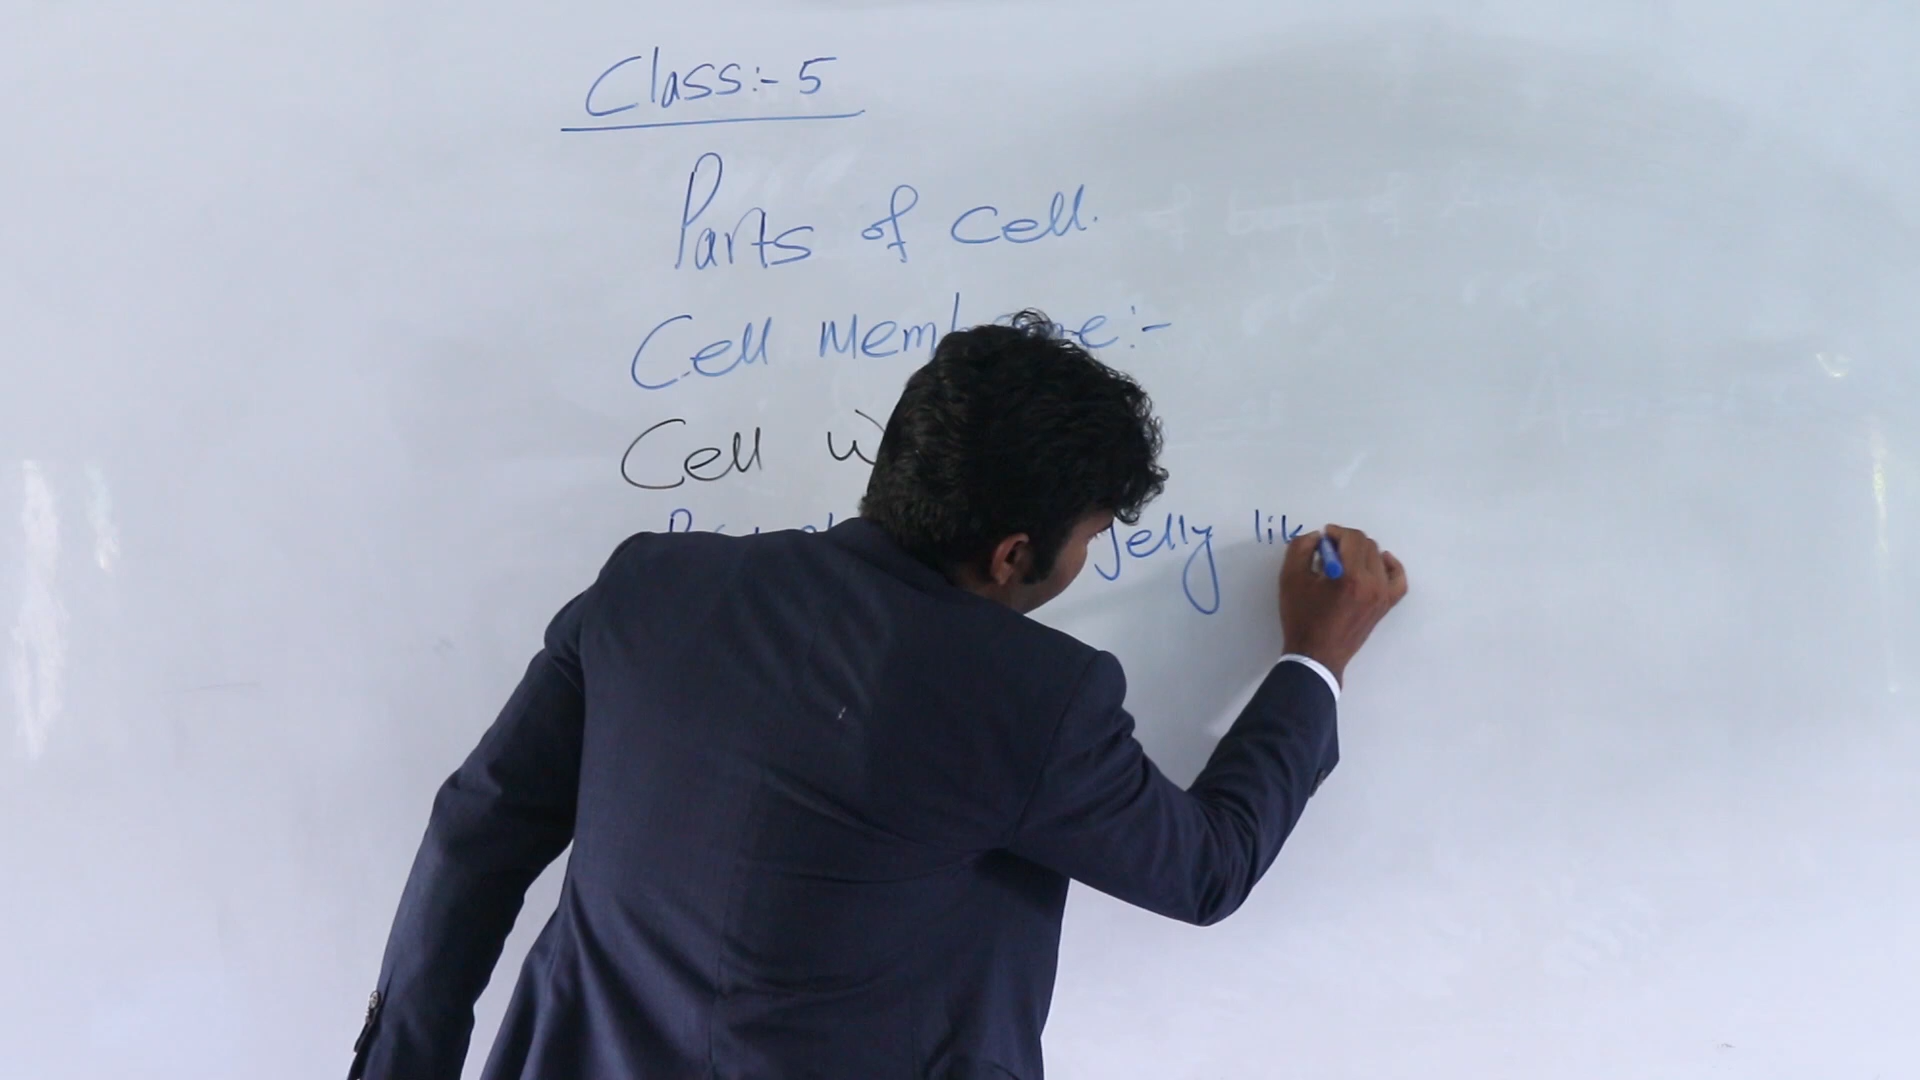 Class:- 5
Parts of cell.
Cell Membrane:-
Cell
Jelly lik